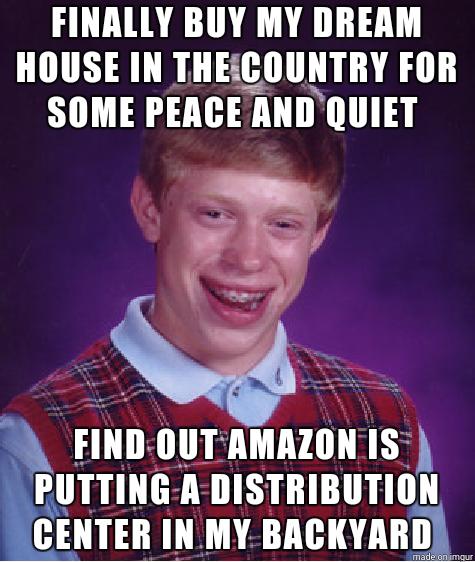 FINALLY BUY MY DREAM
HOUSE IN THE COUNTRY FOR
SOME PEACE AND QUIET
FIND OUT AMAZON IS
PUTTING A DISTRIBUTION
CENTER IN MY BACKYARD
made on imgur